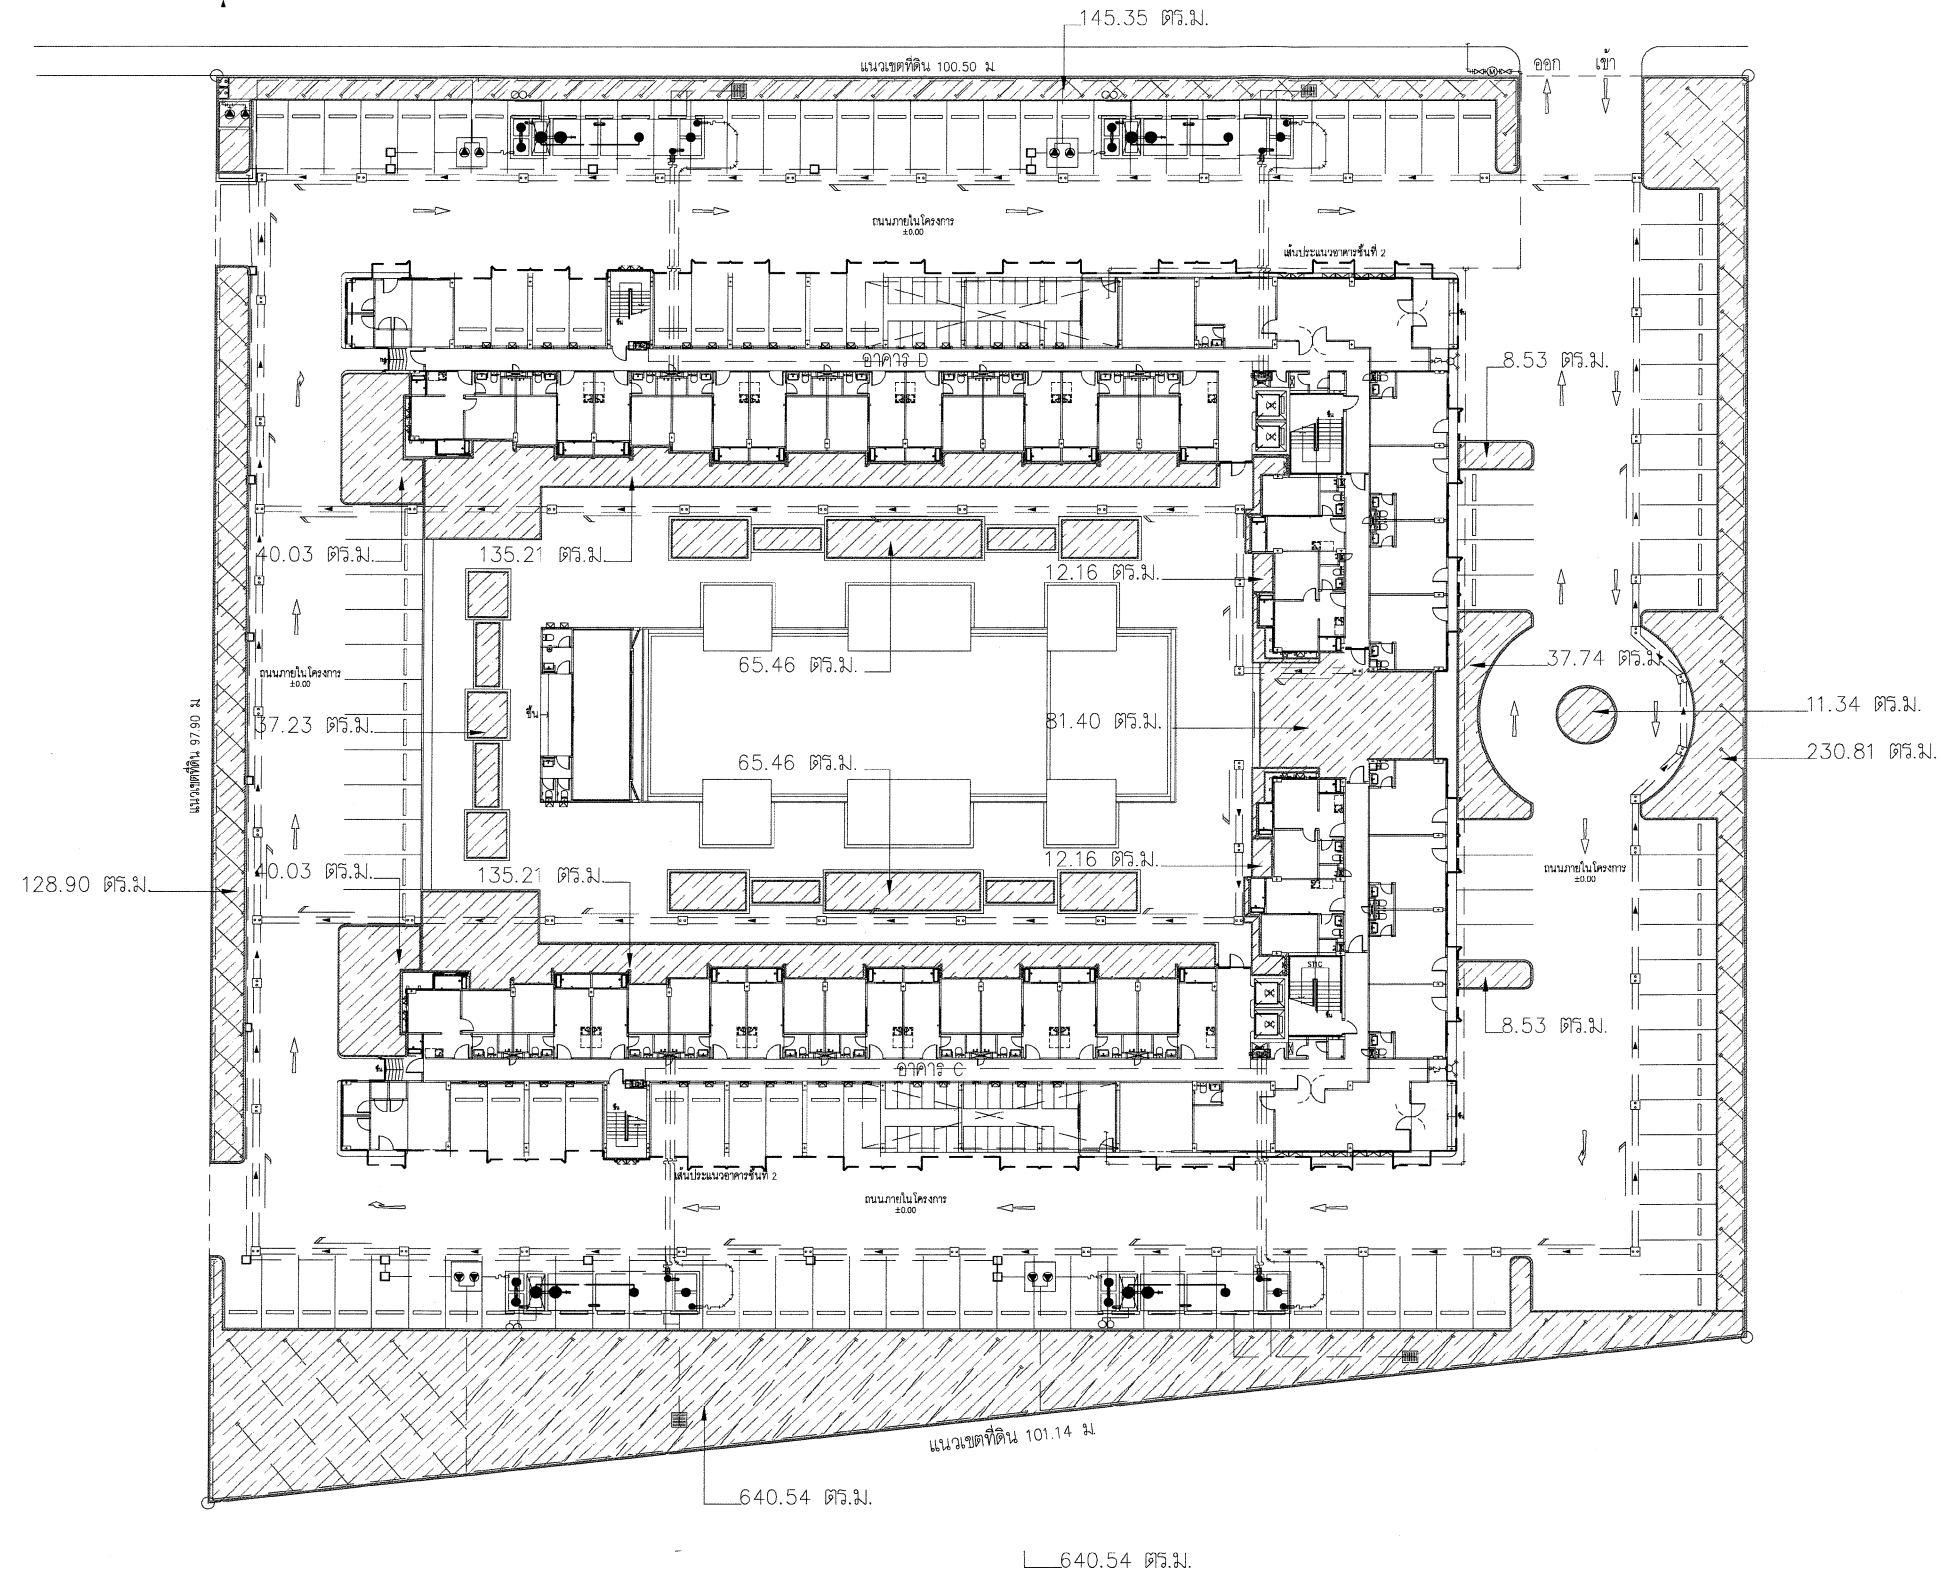 145.35 ตร.ม.
แนวเขตที่ดิน 100.50 ม
ออก
เข้า
M
ถนนภายในโครงการ
±0.00
เส้นประแนวอาคารชั้นที่ 2
อาคาร D
8.53 ตร.ม.
40.03 ตร.ม.
135.21 ตร.ม.
12.16 ตร.ม.
65.46 ตร.ม.
37.74 ตร.ม.
ถนนภายในโครงการ
±0.00
แนวเขตที่ดิน 97.90 ม
37.23 ตร.ม.
ขึ้น
81.40 ตร.ม.
11.34 ตร.ม.
230.81 ตร.ม.
65.46 ตร.ม.
12.16 ตร.ม.
ถนนภายในโครงการ
±0.00
128.90 ตร.ม.
40.03 ตร.ม.
135.21 ตร.ม.
8.53 ตร.ม.
อาคาร C
เส้นประแนวอาคารชั้นที่ 2
ถนนภายในโครงการ
±0.00
แนวเขตที่ดิน 101.14 ม
640.54 ตร.ม.
640.54 ตร.ม.